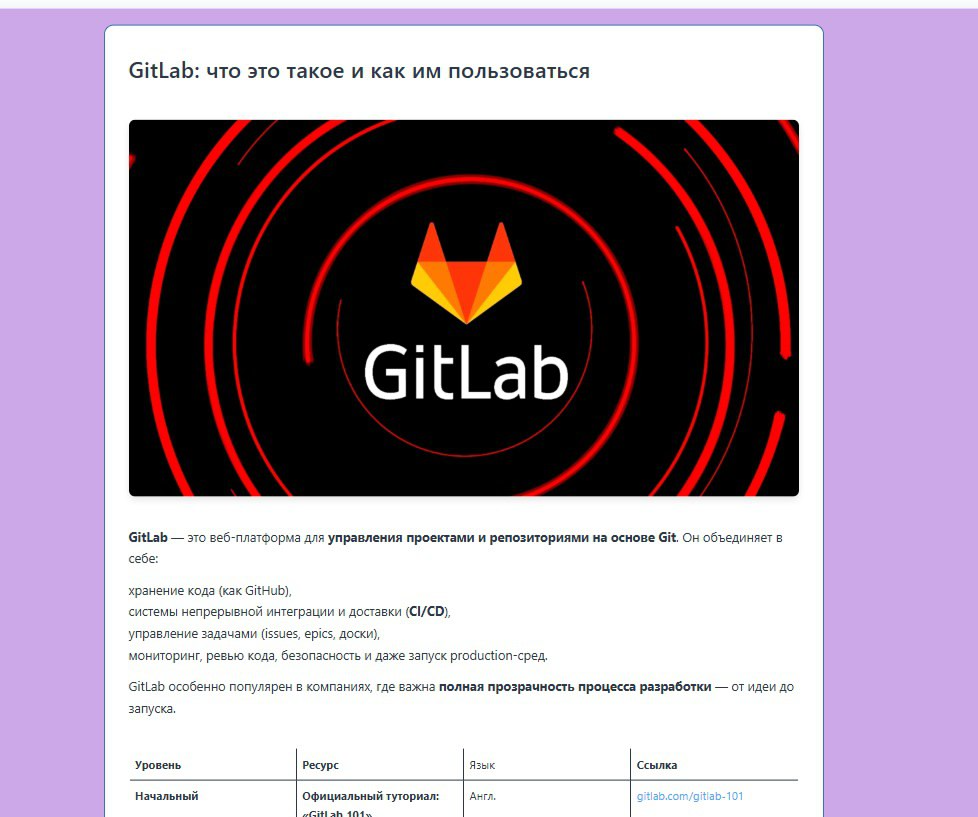 GitLab: что это такое и как им пользоваться
GitLab
GitLab — это веб-платформа для управления проектами и репозиториями на основе Git. Он объединяет в
себе:
хранение кода (как GitHub),
системы непрерывной интеграции и доставки (CI/CD),
управление задачами (issues, epics, доски),
мониторинг, ревью кода, безопасность и даже запуск production-сред.
GitLab особенно популярен в компаниях, где важна полная прозрачность процесса разработки — от идеи до
запуска.
Уровень Ресурс Язык Ссылка
Начальный Официальный туториал: Англ. gitlab.com/gitlab-101
«GitLab 101»